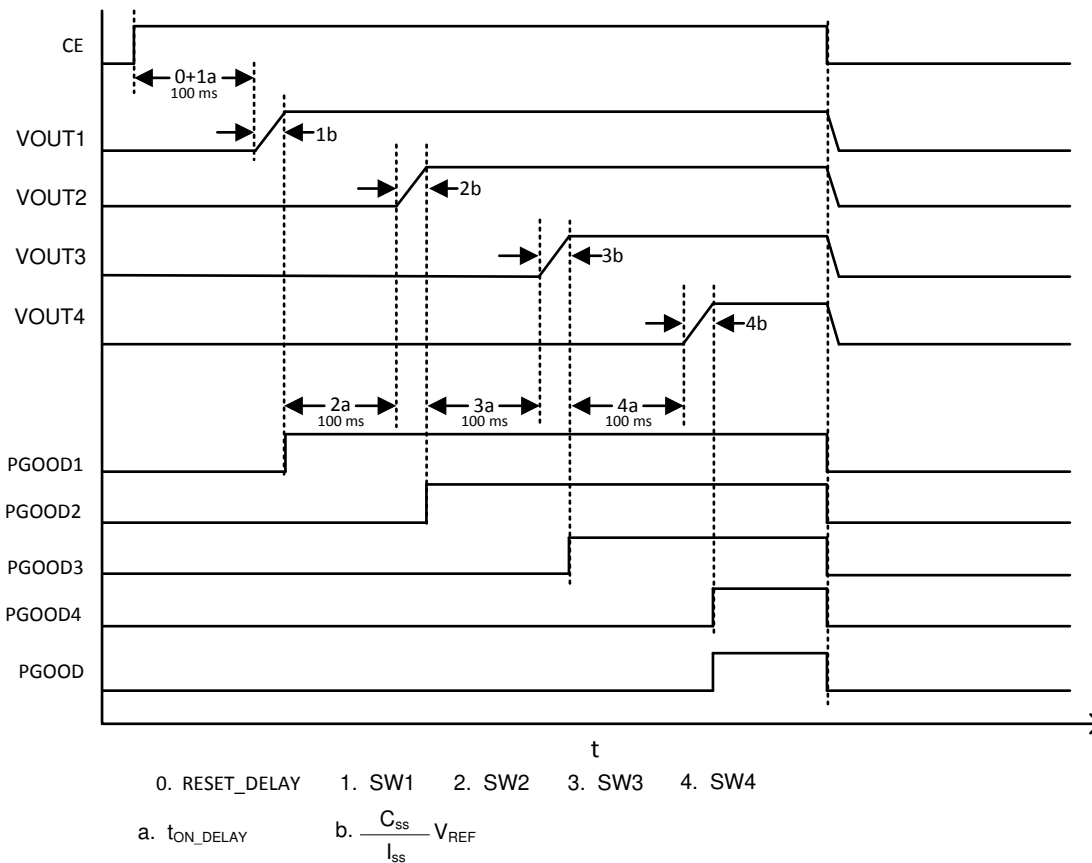 CE
0+1a
100 ms
VOUT1
1b
VOUT2
2b
VOUT3
3b
VOUT4
4b
2a
100 ms
3a
100 ms
4a
100 ms
PGOOD1
PGOOD2
PGOOD3
PGOOD4
PGOOD
t
0. RESET_DELAY 1. SW1 2. SW2 3. SW3 4. SW4
a. tON_DELAY b. Css / Iss VREF